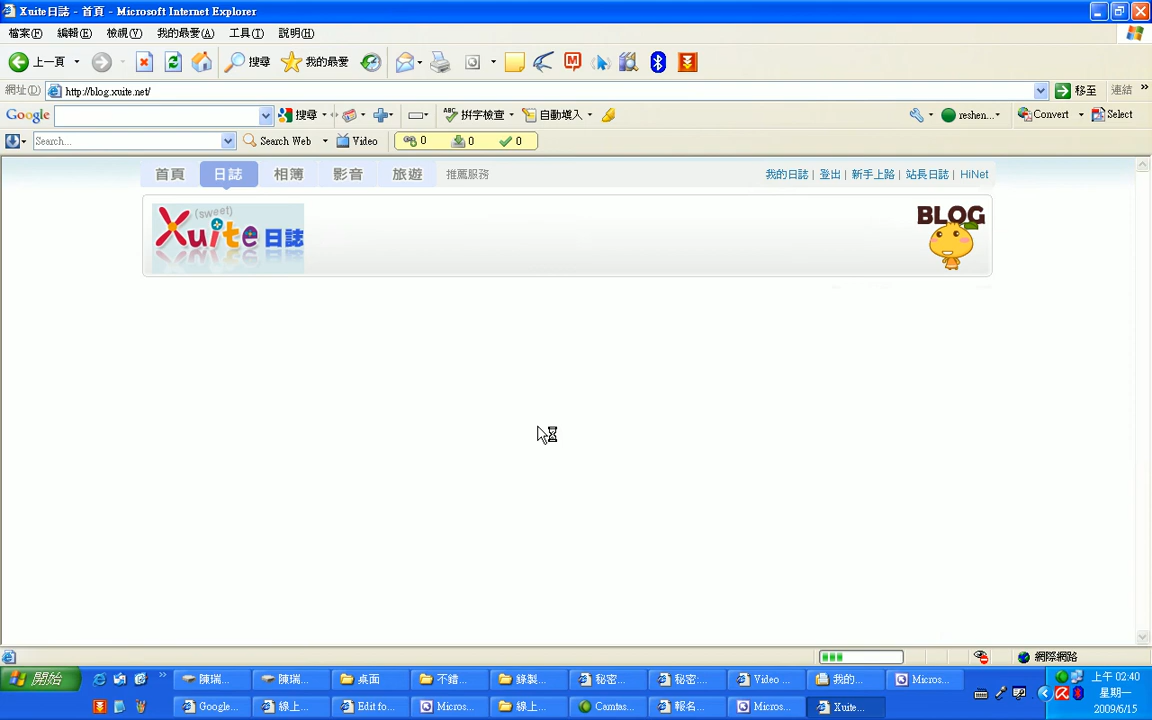 Xuite日誌 - 首頁 - Microsoft Internet Explorer
檔案(F) 編輯(E) 檢視(V) 我的最愛(A) 工具(T) 說明(H)
上一頁 搜尋 我的最愛
網址(D) http://blog.xuite.net/ 移至 連結 »
Google 搜尋 ABC 拼字檢查 自動填入 reshen... Convert Select
Search... Search Web Video 0 0 0
首頁 日誌 相簿 影音 旅遊 推薦服務 我的日誌 | 登出 | 新手上路 | 站長日誌 | HiNet
(sweet)
Xuite 日誌
BLOG
網際網路
開始 » 陳瑞... 陳瑞... 桌面 不錯... 錄製... 秘密... 秘密:... Video ... 我的... Micros... 上午 02:40
星期一
Google... 線上... Edit fo... Micros... 線上... Camtas... 報名... Micros... Xuite... 2009/6/15